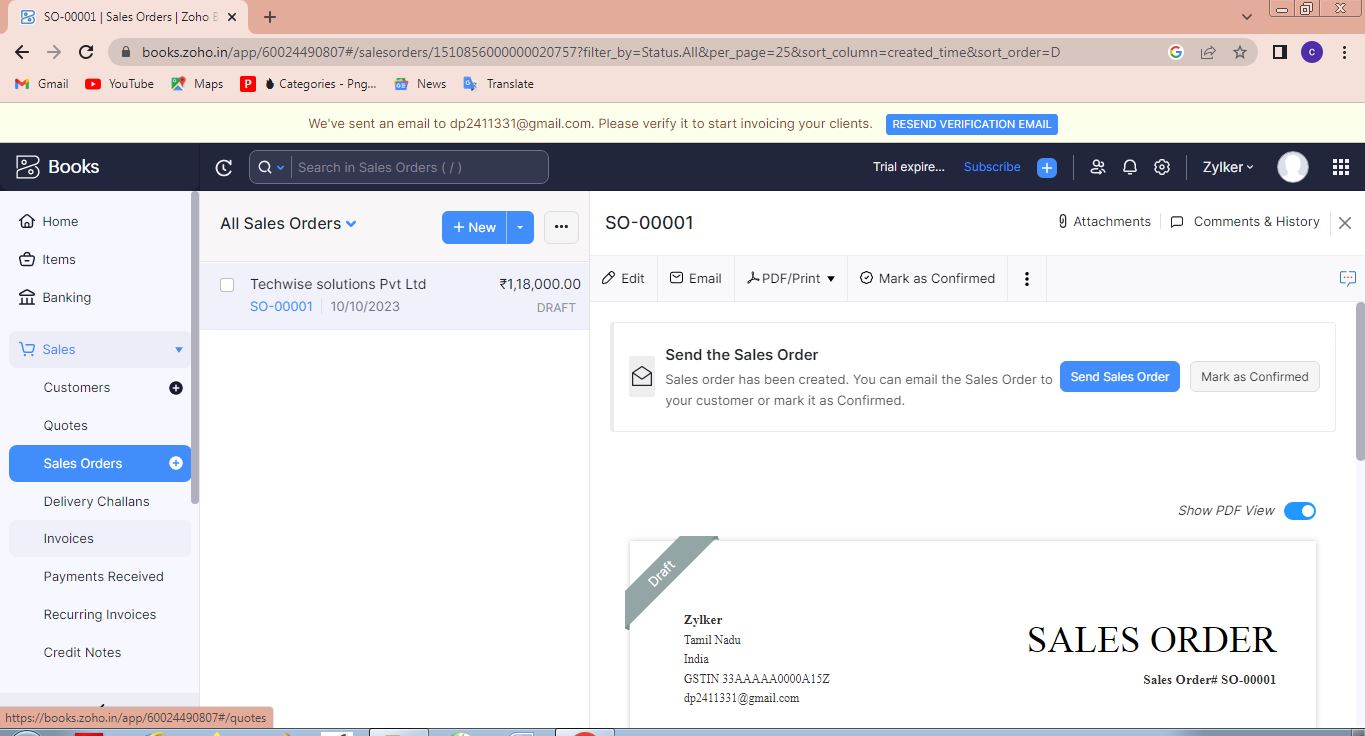 SO-00001 | Sales Orders | Zoho B
books.zoho.in/app/60024490807#/salesorders/1510856000000020757?filter_by=Status.All&per_page=25&sort_column=created_time&sort_order=D
c
Gmail
YouTube
Maps
Categories - Png...
News
Translate
We've sent an email to dp2411331@gmail.com. Please verify it to start invoicing your clients.
RESEND VERIFICATION EMAIL
Books
Search in Sales Orders ( / )
Trial expire...
Subscribe
Zylker
Home
Items
Banking
Sales
Customers
Quotes
Sales Orders
Delivery Challans
Invoices
Payments Received
Recurring Invoices
Credit Notes
https://books.zoho.in/app/60024490807#/quotes
All Sales Orders
+ New
Techwise solutions Pvt Ltd ₹1,18,000.00
SO-00001 10/10/2023 DRAFT
SO-00001
Attachments
Comments & History
Edit
Email
PDF/Print
Mark as Confirmed
Send the Sales Order
Sales order has been created. You can email the Sales Order to
your customer or mark it as Confirmed.
Send Sales Order
Mark as Confirmed
Show PDF View
Draft
Zylker
Tamil Nadu
India
GSTIN 33AAAAA0000A15Z
dp2411331@gmail.com
SALES ORDER
Sales Order# SO-00001